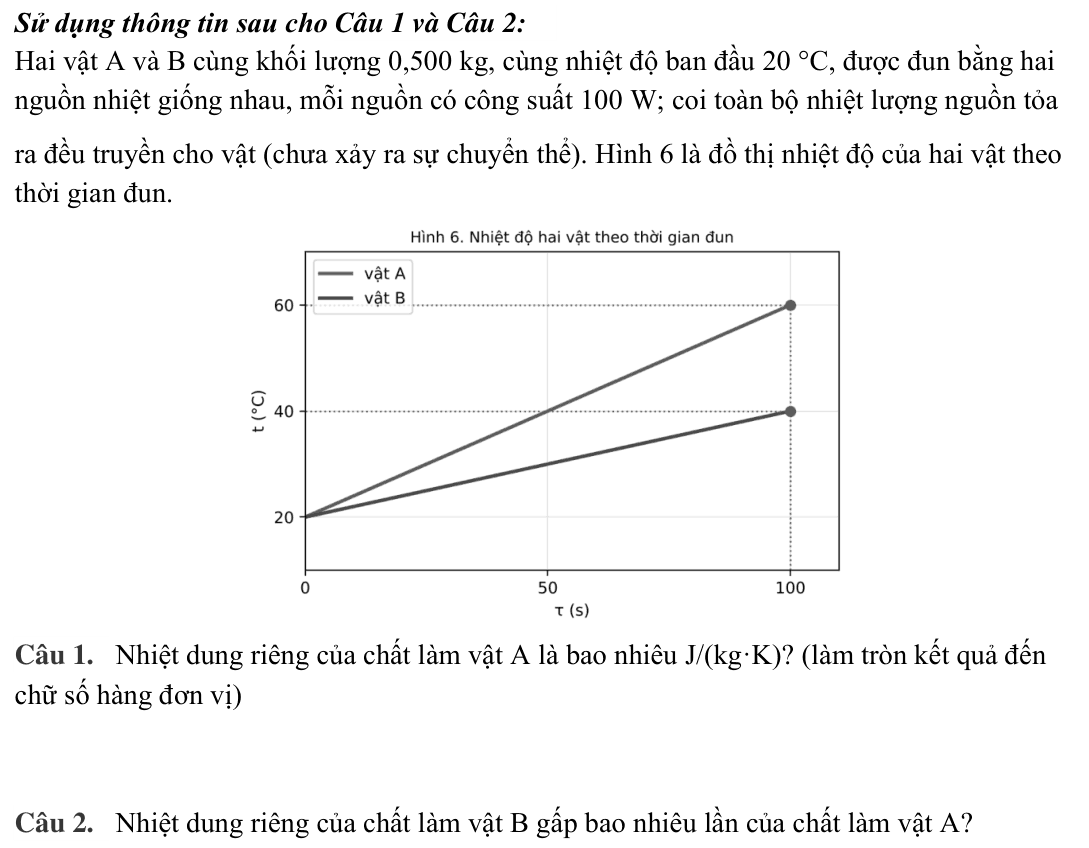 Sử dụng thông tin sau cho Câu 1 và Câu 2:
Hai vật A và B cùng khối lượng 0,500 kg, cùng nhiệt độ ban đầu 20 °C, được đun bằng hai
nguồn nhiệt giống nhau, mỗi nguồn có công suất 100 W; coi toàn bộ nhiệt lượng nguồn tỏa
ra đều truyền cho vật (chưa xảy ra sự chuyển thể). Hình 6 là đồ thị nhiệt độ của hai vật theo
thời gian đun.
Hình 6. Nhiệt độ hai vật theo thời gian đun
vật A
vật B
60
40
20
t (°C)
0 50 100
τ (s)
Câu 1. Nhiệt dung riêng của chất làm vật A là bao nhiêu J/(kg·K)? (làm tròn kết quả đến
chữ số hàng đơn vị)
Câu 2. Nhiệt dung riêng của chất làm vật B gấp bao nhiêu lần của chất làm vật A?